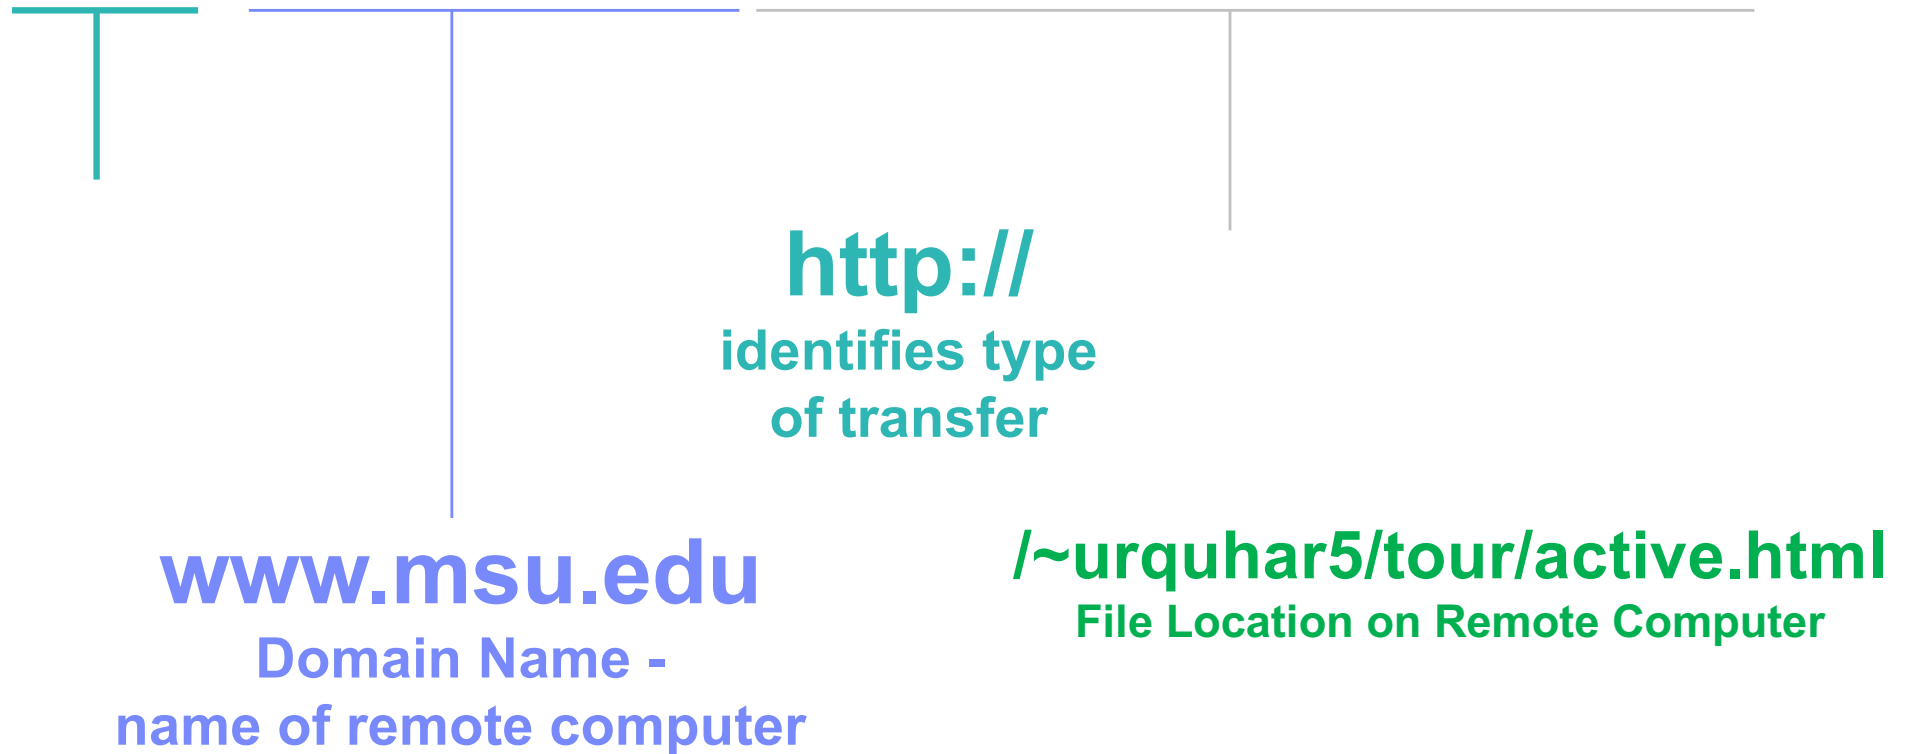 http://
identifies type
of transfer
www.msu.edu
Domain Name -
name of remote computer
/~urquhar5/tour/active.html
File Location on Remote Computer